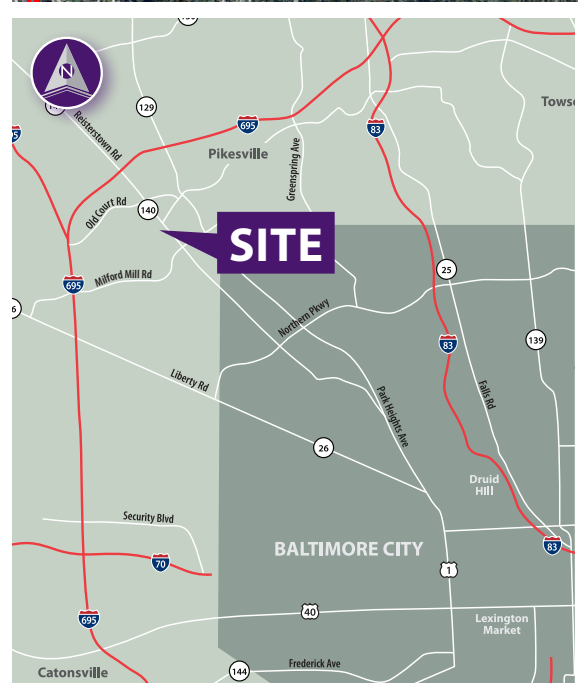 N
129
Reisterstown Rd
695
83
Towso
Pikesville
Greenspring Ave
Old Court Rd
140
SITE
25
Milford Mill Rd
695
Northern Pkwy
83
139
Liberty Rd
Park Heights Ave
Falls Rd
26
Druid
Hill
Security Blvd
BALTIMORE CITY
83
70
1
40
695
Lexington
Market
Frederick Ave
144
Catonsville